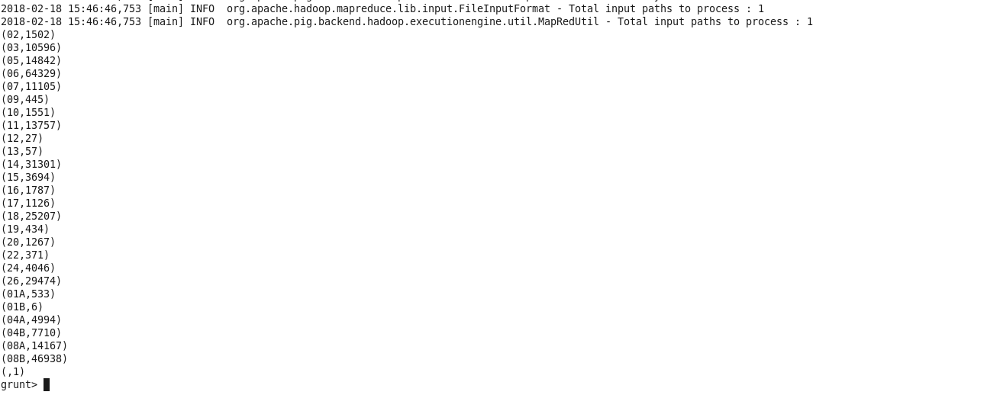 2018-02-18 15:46:46,753 [main] INFO  org.apache.hadoop.mapreduce.lib.input.FileInputFormat - Total input paths to process : 1
2018-02-18 15:46:46,753 [main] INFO  org.apache.pig.backend.hadoop.executionengine.util.MapRedUtil - Total input paths to process : 1
(02,1502)
(03,10596)
(05,14842)
(06,64329)
(07,11105)
(09,445)
(10,1551)
(11,13757)
(12,27)
(13,57)
(14,31301)
(15,3694)
(16,1787)
(17,1126)
(18,25207)
(19,434)
(20,1267)
(22,371)
(24,4046)
(26,29474)
(01A,533)
(01B,6)
(04A,4994)
(04B,7710)
(08A,14167)
(08B,46938)
(,1)
grunt>